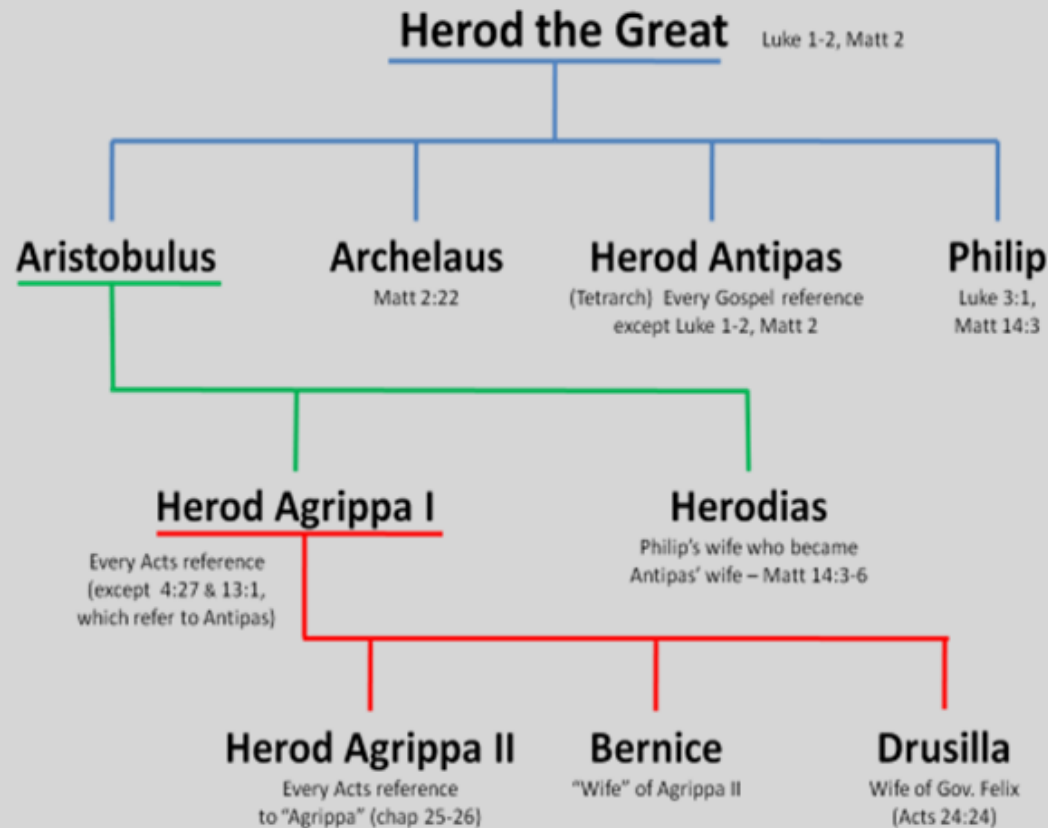 Herod the Great
Luke 1-2, Matt 2
Aristobulus
Archelaus
Matt 2:22
Herod Antipas
(Tetrarch) Every Gospel reference
except Luke 1-2, Matt 2
Philip
Luke 3:1,
Matt 14:3
Herod Agrippa I
Every Acts reference
(except 4:27 & 13:1,
which refer to Antipas)
Herodias
Philip's wife who became
Antipas' wife – Matt 14:3-6
Herod Agrippa II
Every Acts reference
to "Agrippa" (chap 25-26)
Bernice
"Wife" of Agrippa II
Drusilla
Wife of Gov. Felix
(Acts 24:24)